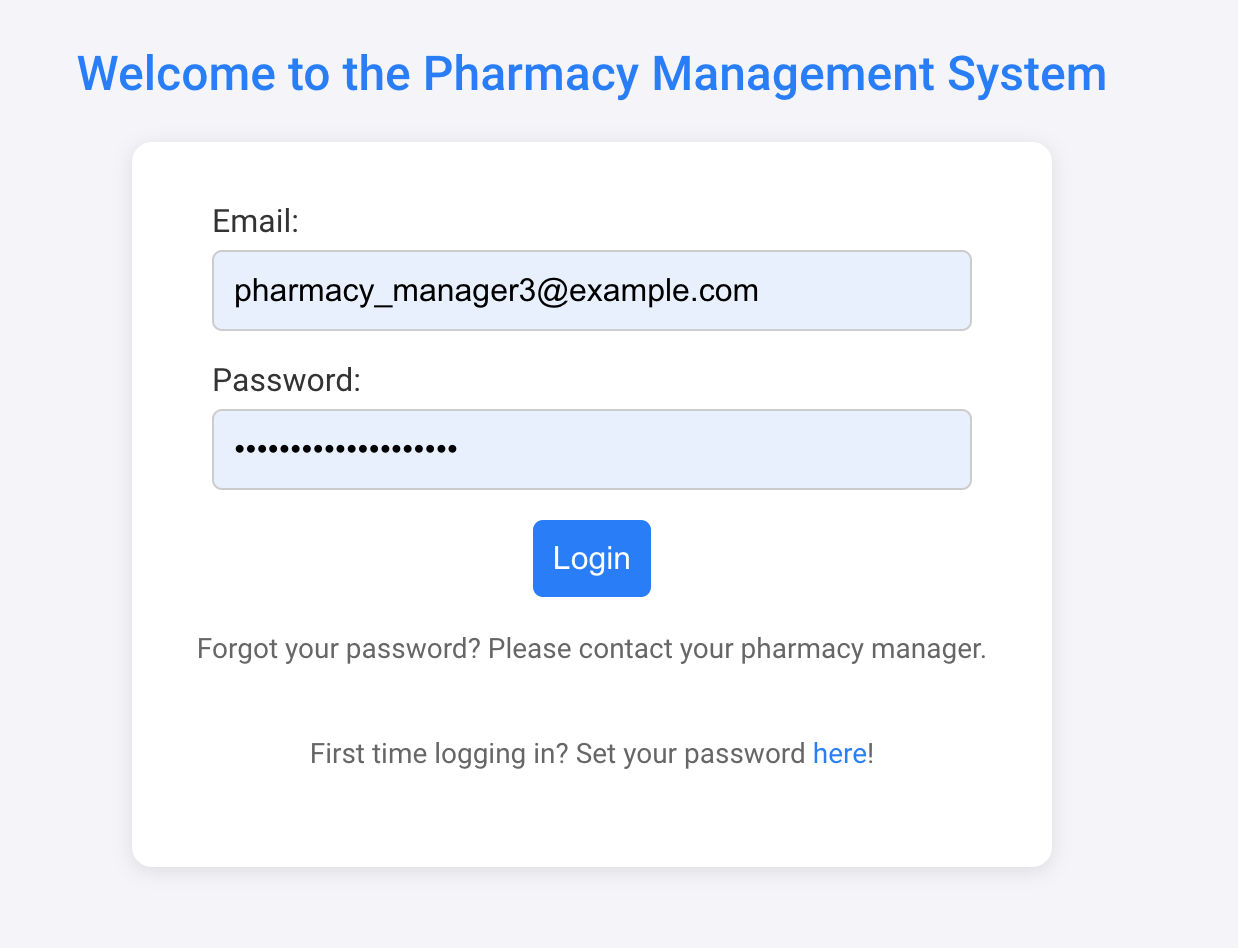 Welcome to the Pharmacy Management System
Email:
pharmacy_manager3@example.com
Password:
••••••••••••••••••••
Login
Forgot your password? Please contact your pharmacy manager.
First time logging in? Set your password here!